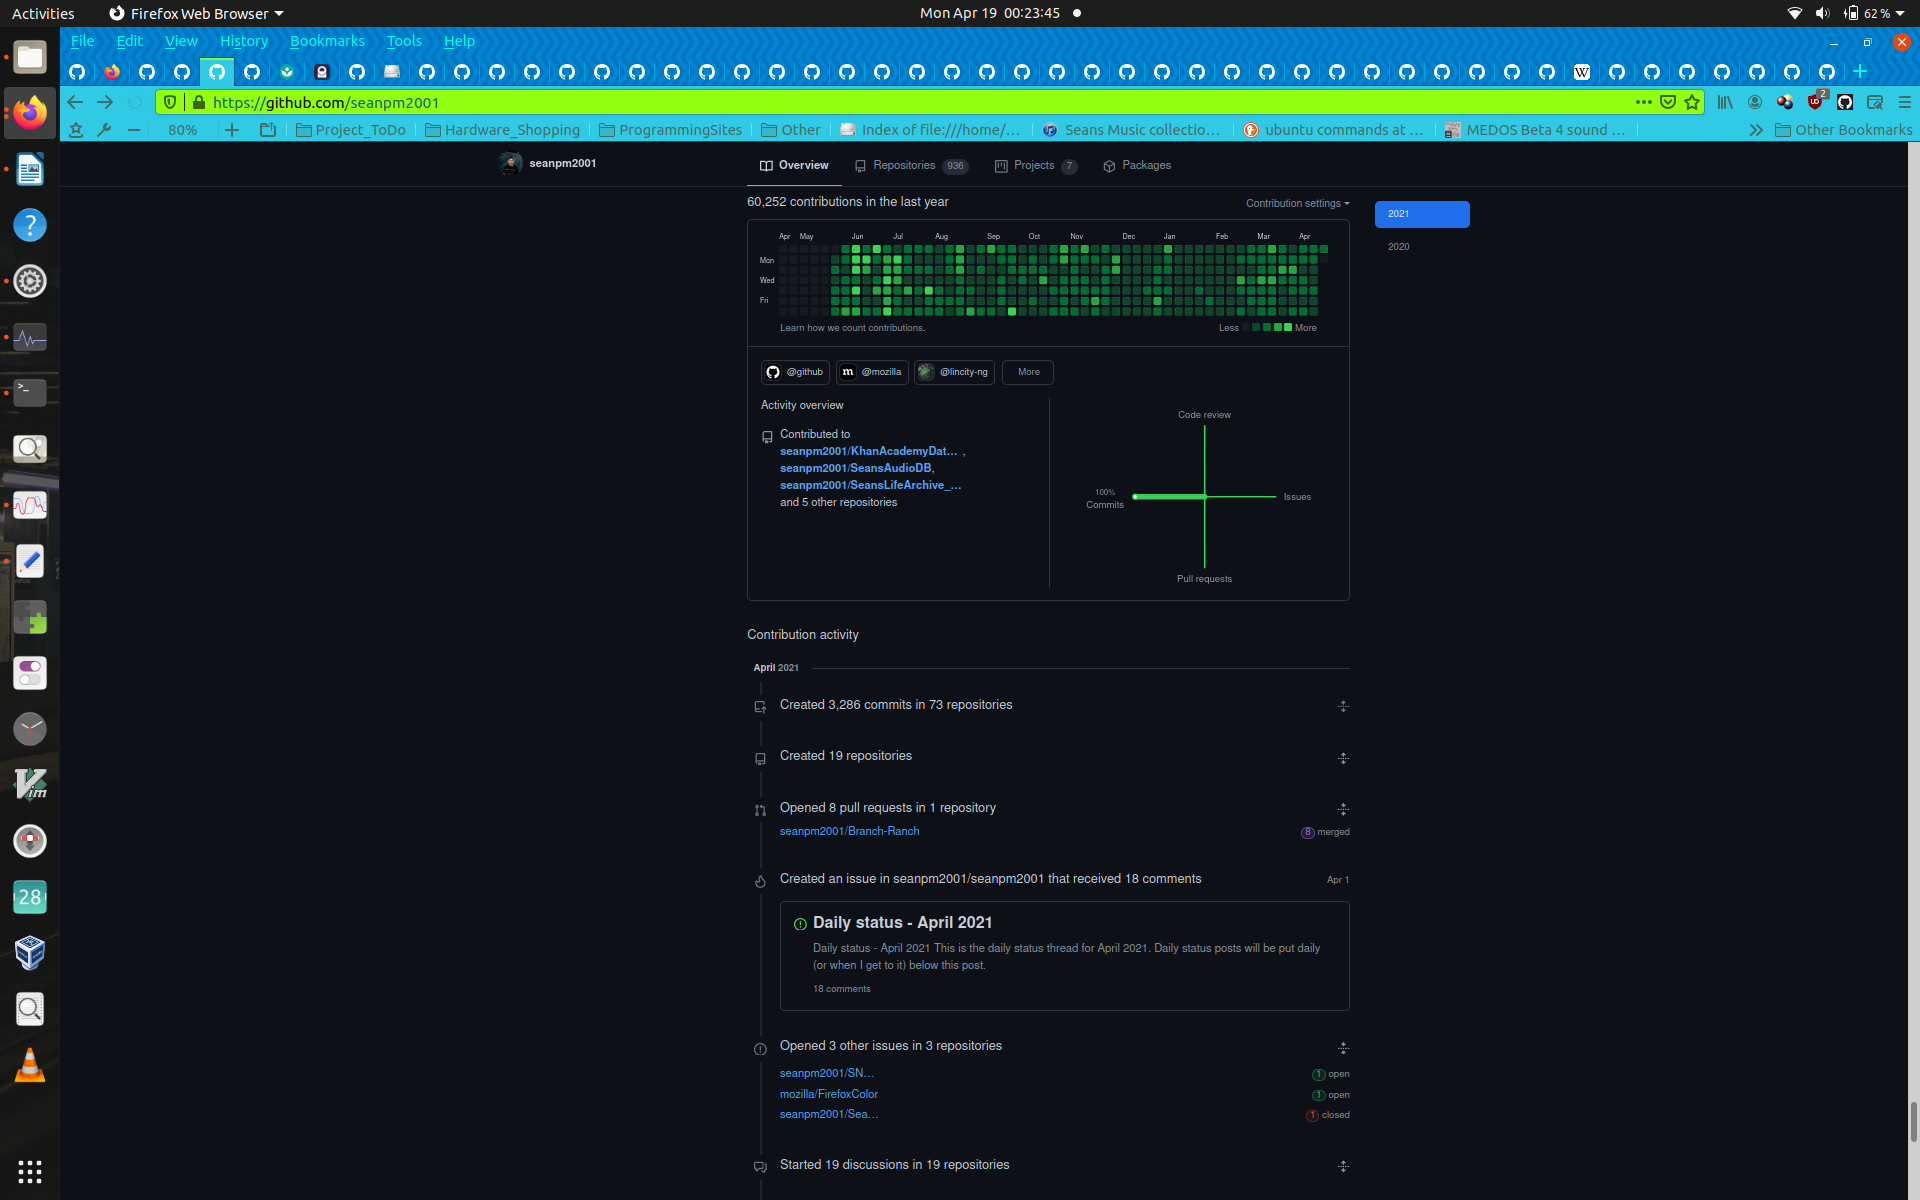 Activities
Firefox Web Browser
Mon Apr 19 00:23:45
62 %
File Edit View History Bookmarks Tools Help
https://github.com/seanpm2001
2
80%
Project_ToDo
Hardware_Shopping
ProgrammingSites
Other
Index of file:///home/...
Seans Music collectio...
ubuntu commands at ...
MEDOS Beta 4 sound ...
Other Bookmarks
seanpm2001
Overview
Repositories 936
Projects 7
Packages
60,252 contributions in the last year
Contribution settings
2021
2020
Apr May Jun Jul Aug Sep Oct Nov Dec Jan Feb Mar Apr
Mon
Wed
Fri
Learn how we count contributions.
Less More
@github
@mozilla
@lincity-ng
More
Activity overview
Contributed to
seanpm2001/KhanAcademyDat… ,
seanpm2001/SeansAudioDB,
seanpm2001/SeansLifeArchive_…
and 5 other repositories
Code review
100%
Commits
Issues
Pull requests
Contribution activity
April 2021
Created 3,286 commits in 73 repositories
Created 19 repositories
Opened 8 pull requests in 1 repository
seanpm2001/Branch-Ranch
8 merged
Created an issue in seanpm2001/seanpm2001 that received 18 comments
Apr 1
Daily status - April 2021
Daily status - April 2021 This is the daily status thread for April 2021. Daily status posts will be put daily
(or when I get to it) below this post.
18 comments
Opened 3 other issues in 3 repositories
seanpm2001/SN…
1 open
mozilla/FirefoxColor
1 open
seanpm2001/Sea…
1 closed
Started 19 discussions in 19 repositories
28
Vim